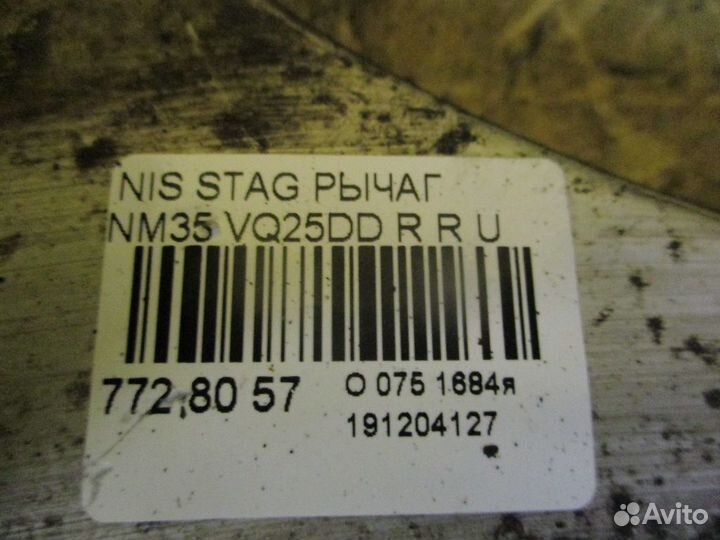 NIS STAG РЫЧАГ
NM35 VQ25DD R R U
772,80 57
О 075 1684я
191204127
Avito